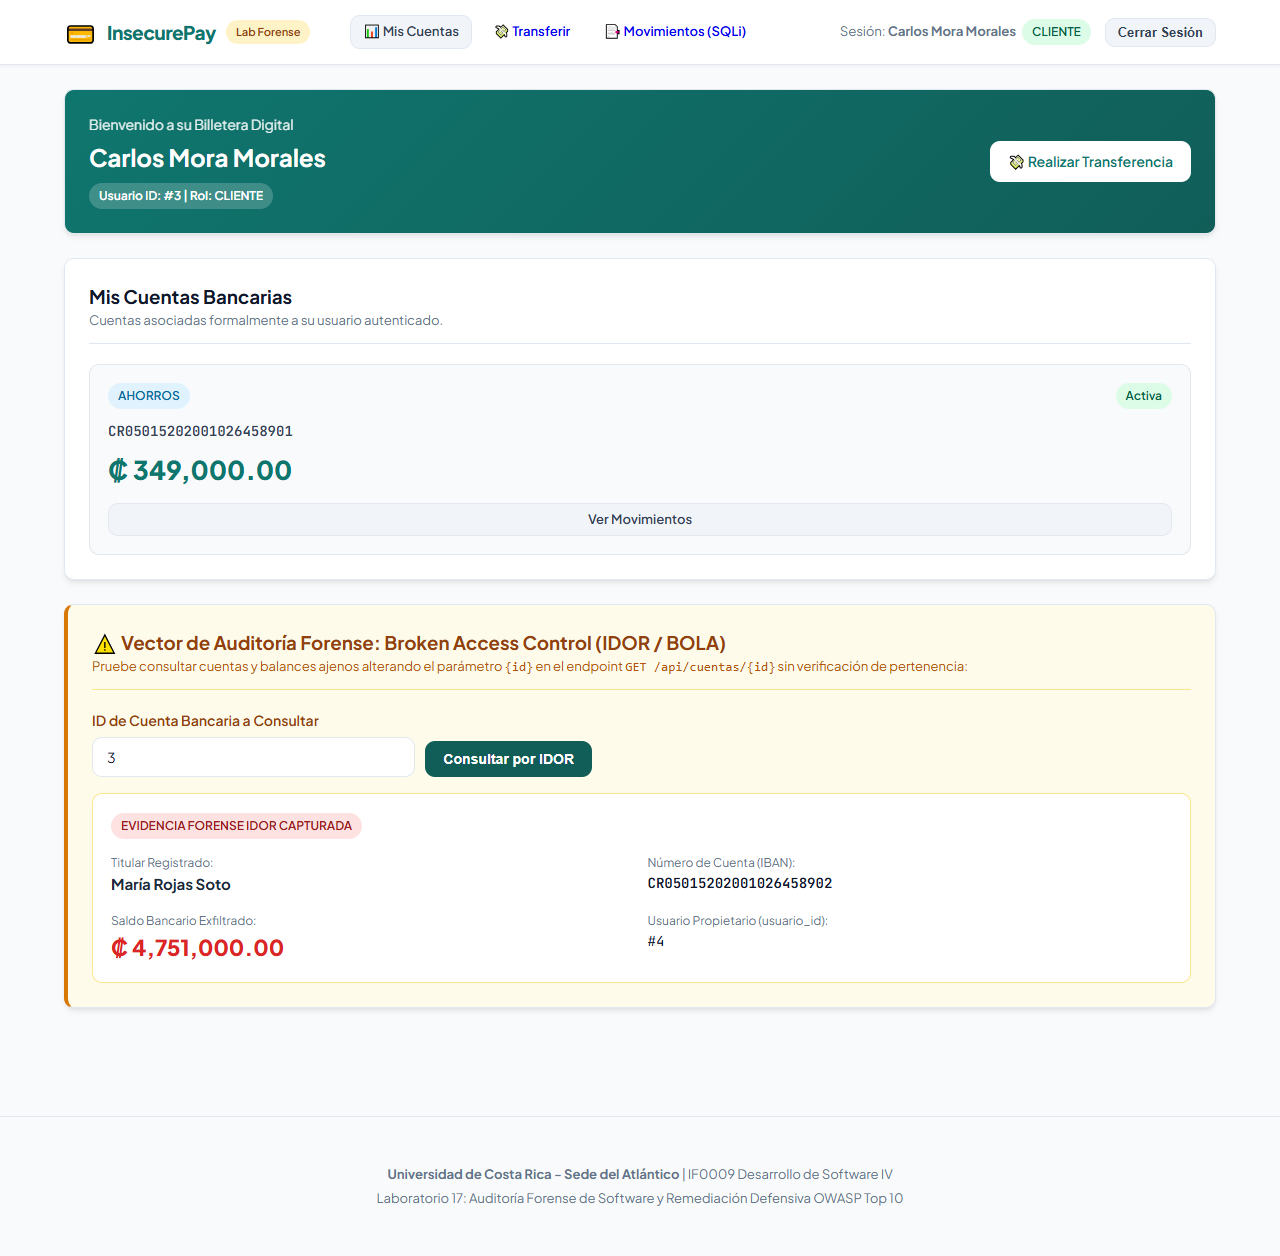 InsecurePay Lab Forense Mis Cuentas Transferir Movimientos (SQLi) Sesión: Carlos Mora Morales CLIENTE Cerrar Sesión
Bienvenido a su Billetera Digital
Carlos Mora Morales
Usuario ID: #3 | Rol: CLIENTE
Realizar Transferencia
Mis Cuentas Bancarias
Cuentas asociadas formalmente a su usuario autenticado.
AHORROS Activa
CR05015202001026458901
₡ 349,000.00
Ver Movimientos
Vector de Auditoría Forense: Broken Access Control (IDOR / BOLA)
Pruebe consultar cuentas y balances ajenos alterando el parámetro {id} en el endpoint GET /api/cuentas/{id} sin verificación de pertenencia:
ID de Cuenta Bancaria a Consultar
3 Consultar por IDOR
EVIDENCIA FORENSE IDOR CAPTURADA
Titular Registrado: Número de Cuenta (IBAN):
María Rojas Soto CR05015202001026458902
Saldo Bancario Exfiltrado: Usuario Propietario (usuario_id):
₡ 4,751,000.00 #4
Universidad de Costa Rica - Sede del Atlántico | IF0009 Desarrollo de Software IV
Laboratorio 17: Auditoría Forense de Software y Remediación Defensiva OWASP Top 10